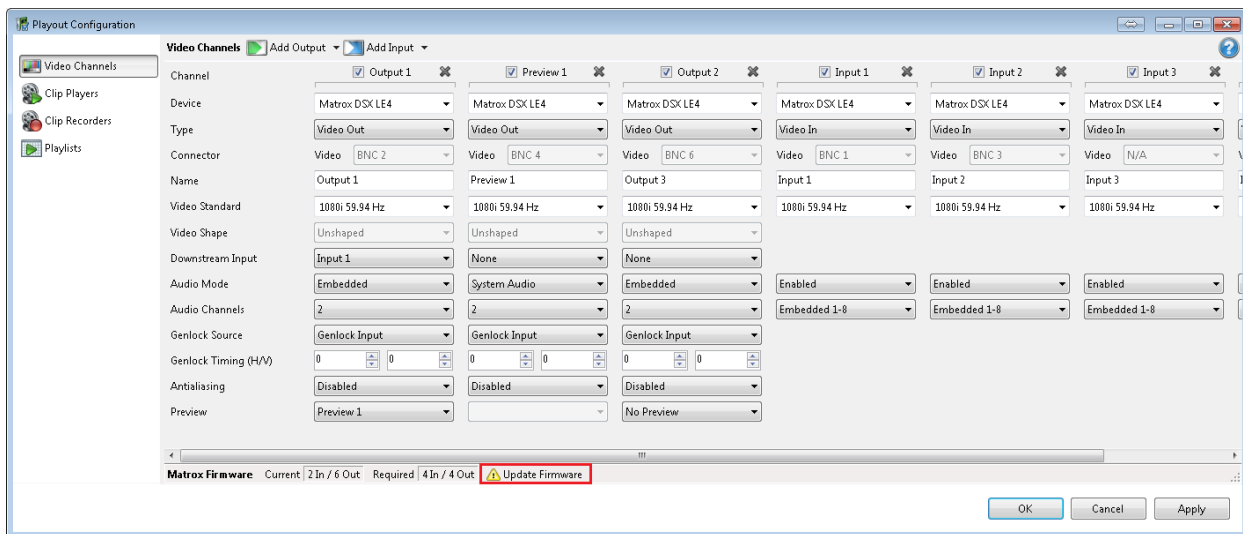 Playout Configuration
Video Channels Add Output Add Input
Video Channels
Clip Players
Clip Recorders
Playlists
Channel Output 1 Preview 1 Output 2 Input 1 Input 2 Input 3
Device Matrox DSX LE4 Matrox DSX LE4 Matrox DSX LE4 Matrox DSX LE4 Matrox DSX LE4 Matrox DSX LE4
Type Video Out Video Out Video Out Video In Video In Video In
Connector Video BNC 2 Video BNC 4 Video BNC 6 Video BNC 1 Video BNC 3 Video N/A
Name Output 1 Preview 1 Output 3 Input 1 Input 2 Input 3
Video Standard 1080i 59.94 Hz 1080i 59.94 Hz 1080i 59.94 Hz 1080i 59.94 Hz 1080i 59.94 Hz 1080i 59.94 Hz
Video Shape Unshaped Unshaped Unshaped
Downstream Input Input 1 None None
Audio Mode Embedded System Audio Embedded Enabled Enabled Enabled
Audio Channels 2 2 2 Embedded 1-8 Embedded 1-8 Embedded 1-8
Genlock Source Genlock Input Genlock Input Genlock Input
Genlock Timing (H/V) 0 0 0 0 0 0
Antialiasing Disabled Disabled Disabled
Preview Preview 1 No Preview
Matrox Firmware Current 2 In / 6 Out Required 4 In / 4 Out Update Firmware
OK Cancel Apply